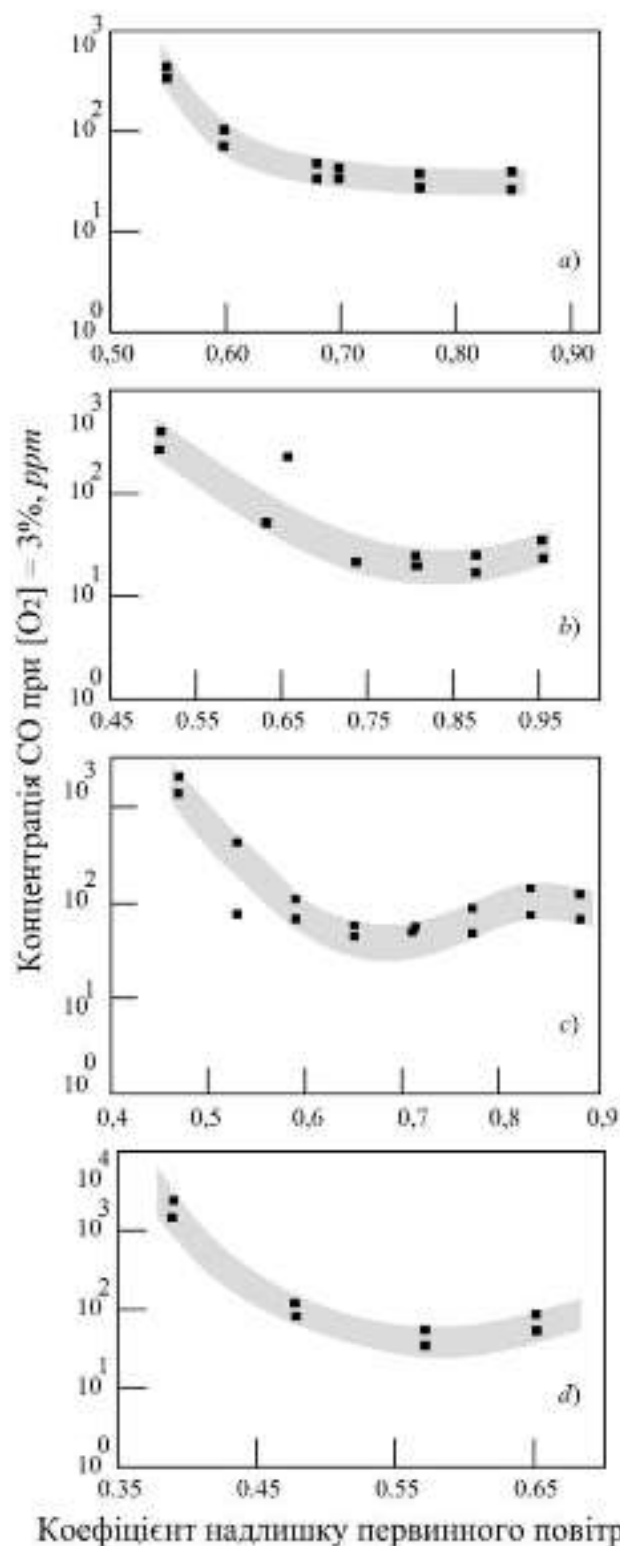 Концентрація CO при [O2] = 3%, ppm
10^3
10^2
10^1
10^0
a)
0,50 0,60 0,70 0,80 0,90
10^3
10^2
10^1
10^0
b)
0.45 0.55 0.65 0.75 0.85 0.95
10^3
10^2
10^1
10^0
c)
0,4 0,5 0,6 0,7 0,8 0,9
10^4
10^3
10^2
10^1
10^0
d)
0.35 0.45 0.55 0.65
Коефіцієнт надлишку первинного повітр